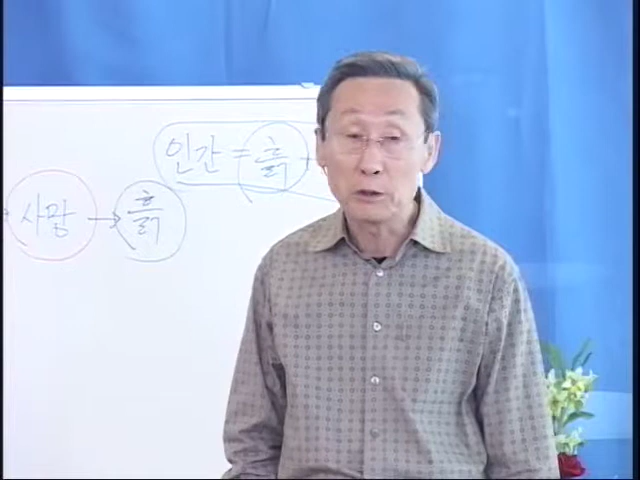 인간 = 흙 +
사람 → 흙